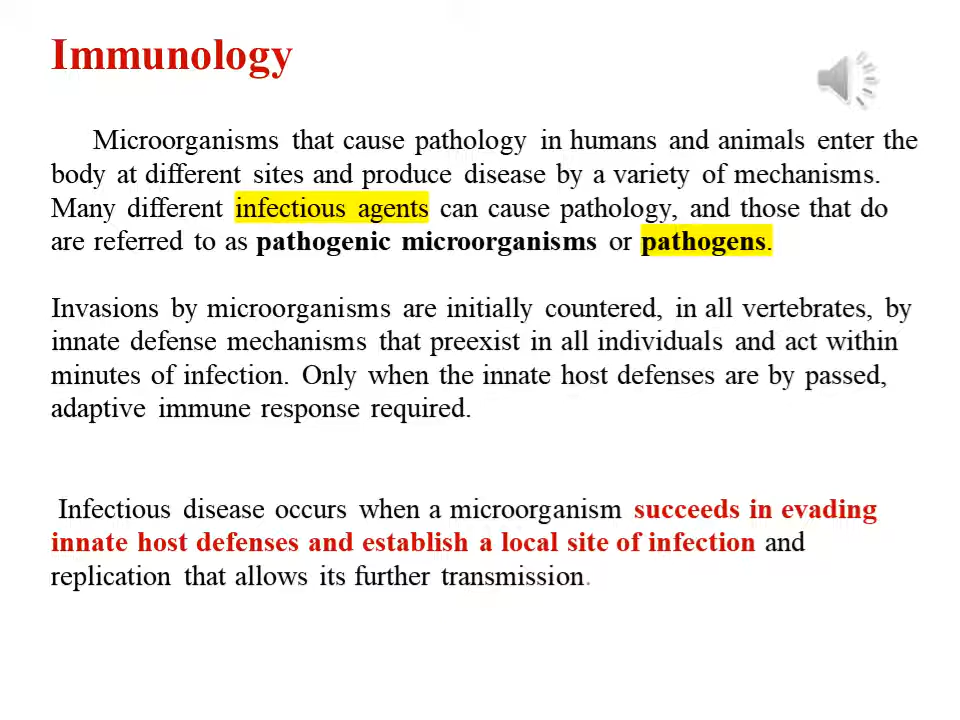 Immunology
Microorganisms that cause pathology in humans and animals enter the
body at different sites and produce disease by a variety of mechanisms.
Many different infectious agents can cause pathology, and those that do
are referred to as pathogenic microorganisms or pathogens.
Invasions by microorganisms are initially countered, in all vertebrates, by
innate defense mechanisms that preexist in all individuals and act within
minutes of infection. Only when the innate host defenses are by passed,
adaptive immune response required.
Infectious disease occurs when a microorganism succeeds in evading
innate host defenses and establish a local site of infection and
replication that allows its further transmission.